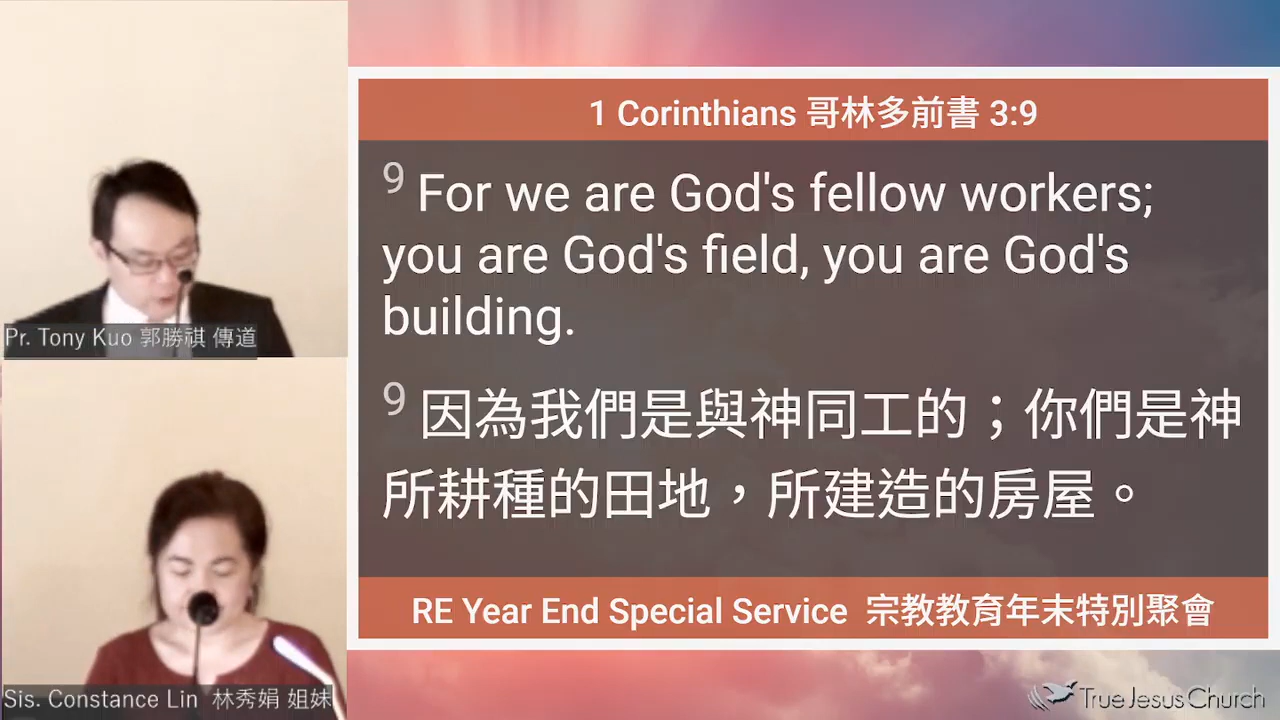 1 Corinthians 哥林多前書 3:9
9 For we are God's fellow workers;
you are God's field, you are God's
building.
9 因為我們是與神同工的；你們是神
所耕種的田地，所建造的房屋。
RE Year End Special Service 宗教教育年末特別聚會
Pr. Tony Kuo 郭勝祺 傳道
Sis. Constance Lin 林秀娟 姐妹
True Jesus Church